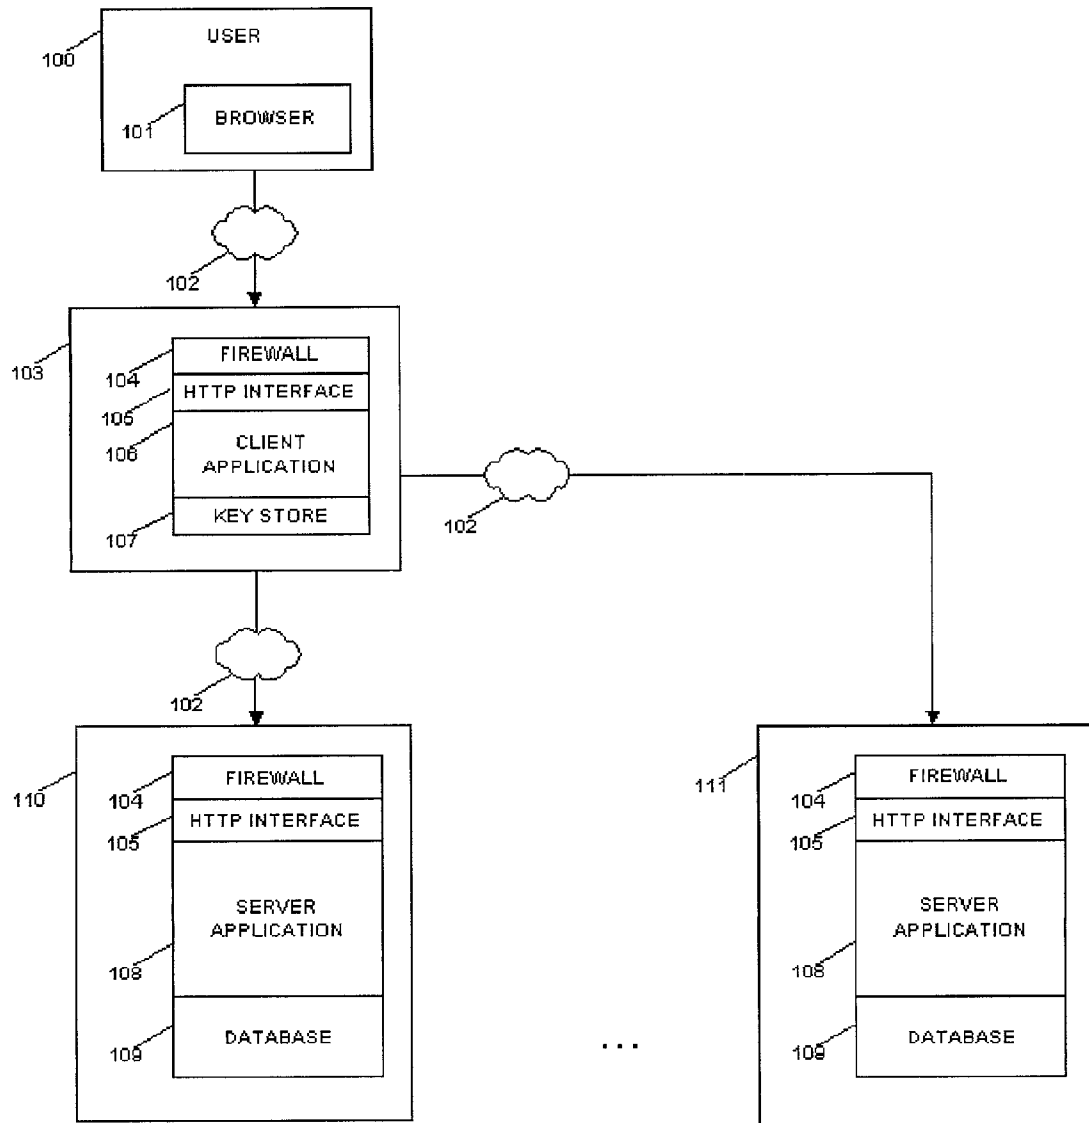 USER
100
BROWSER
101
102
103
FIREWALL
104
HTTP INTERFACE
105
CLIENT
APPLICATION
106
KEY STORE
107
102
102
110
FIREWALL
104
HTTP INTERFACE
105
SERVER
APPLICATION
108
DATABASE
109
...
111
FIREWALL
104
HTTP INTERFACE
105
SERVER
APPLICATION
108
DATABASE
109